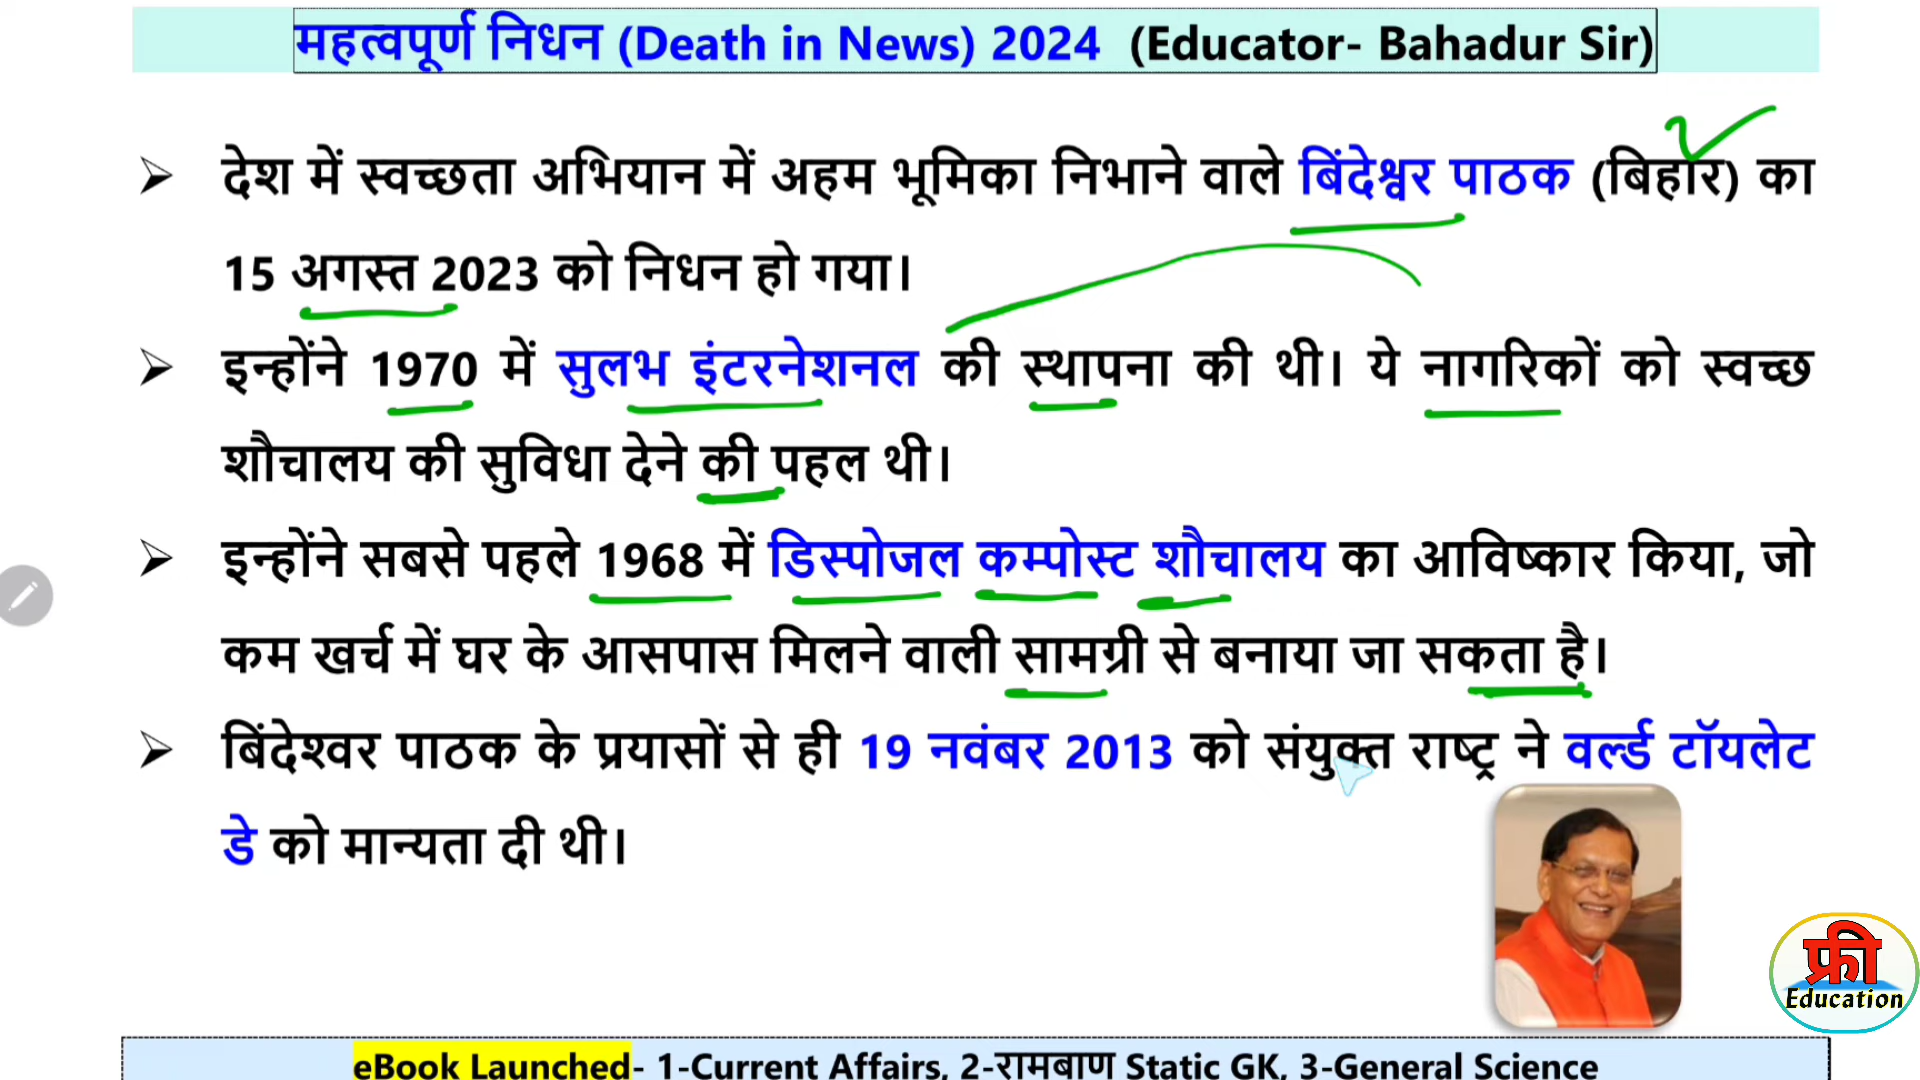 महत्वपूर्ण निधन (Death in News) 2024 (Educator- Bahadur Sir)
➢ देश में स्वच्छता अभियान में अहम भूमिका निभाने वाले बिंदेश्वर पाठक (बिहार) का
15 अगस्त 2023 को निधन हो गया।
➢ इन्होंने 1970 में सुलभ इंटरनेशनल की स्थापना की थी। ये नागरिकों को स्वच्छ
शौचालय की सुविधा देने की पहल थी।
➢ इन्होंने सबसे पहले 1968 में डिस्पोजल कम्पोस्ट शौचालय का आविष्कार किया, जो
कम खर्च में घर के आसपास मिलने वाली सामग्री से बनाया जा सकता है।
➢ बिंदेश्वर पाठक के प्रयासों से ही 19 नवंबर 2013 को संयुक्त राष्ट्र ने वर्ल्ड टॉयलेट
डे को मान्यता दी थी।
फ्री
Education
eBook Launched- 1-Current Affairs, 2-रामबाण Static GK, 3-General Science